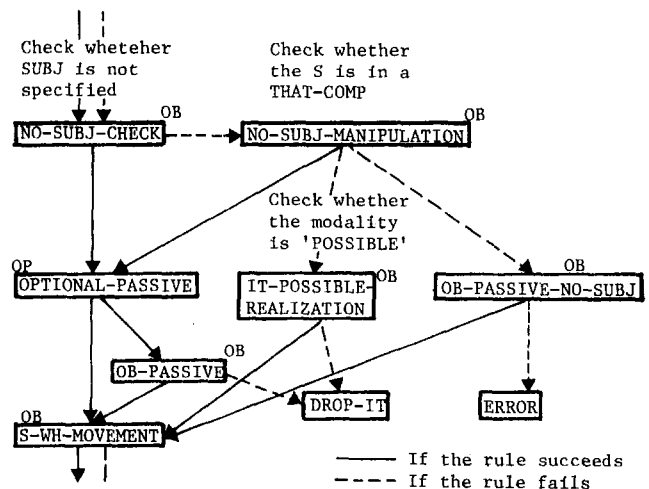 Check wheteher
SUBJ is not
specified
Check whether
the S is in a
THAT-COMP
OB
NO-SUBJ-CHECK
OB
NO-SUBJ-MANIPULATION
Check whether
the modality
is 'POSSIBLE'
OP
OPTIONAL-PASSIVE
OB
IT-POSSIBLE-
REALIZATION
OB
OB-PASSIVE-NO-SUBJ
OB
OB-PASSIVE
DROP-IT
ERROR
OB
S-WH-MOVEMENT
If the rule succeeds
If the rule fails